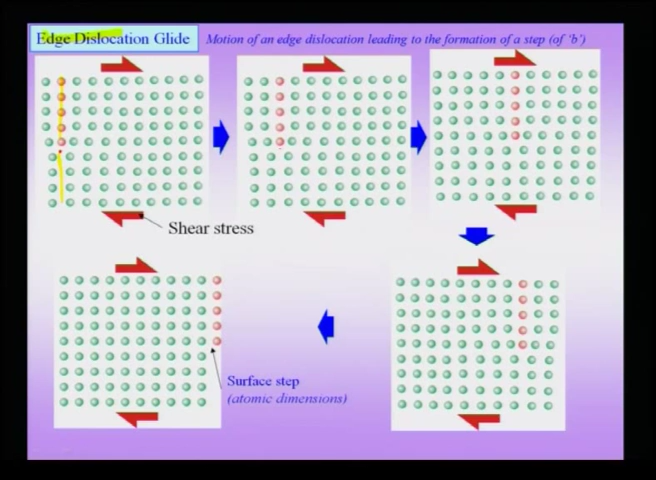 Edge Dislocation Glide
Motion of an edge dislocation leading to the formation of a step (of 'b')
Shear stress
Surface step
(atomic dimensions)